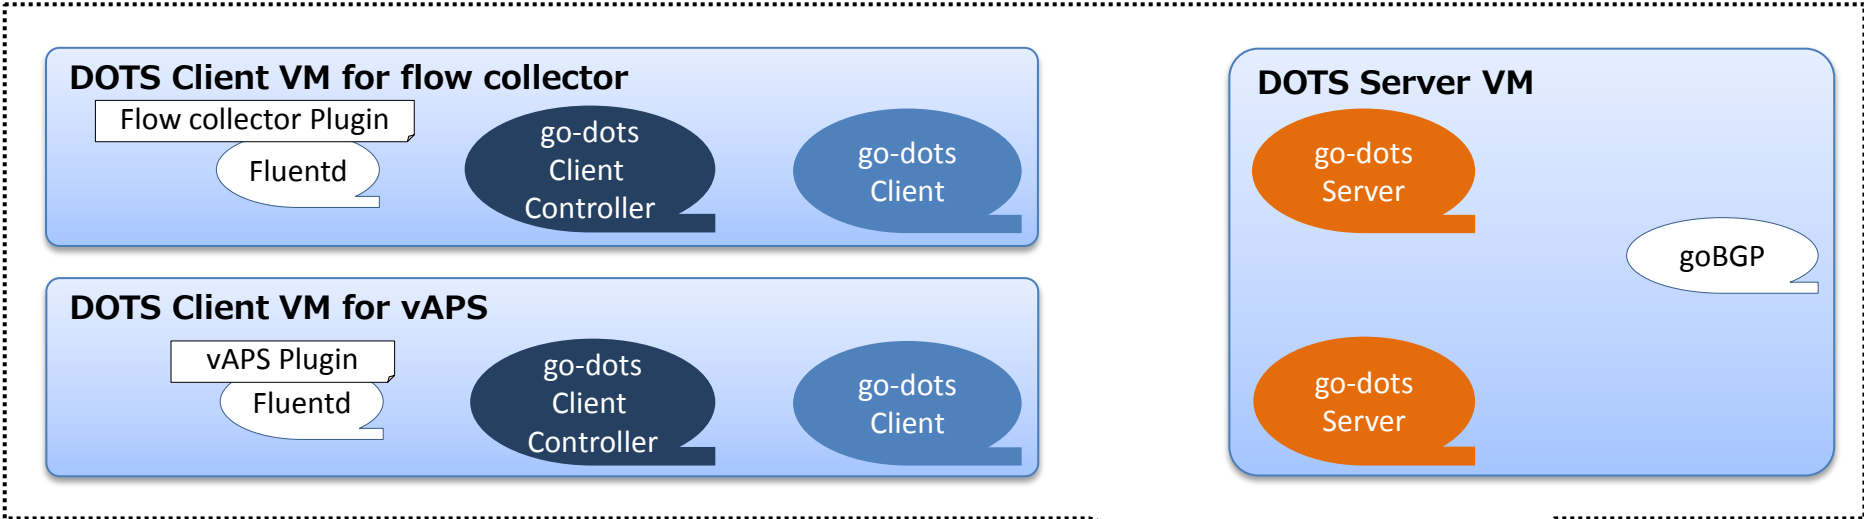 DOTS Client VM for flow collector
Flow collector Plugin
Fluentd
go-dots
Client
Controller
go-dots
Client
DOTS Client VM for vAPS
vAPS Plugin
Fluentd
go-dots
Client
Controller
go-dots
Client
DOTS Server VM
go-dots
Server
goBGP
go-dots
Server